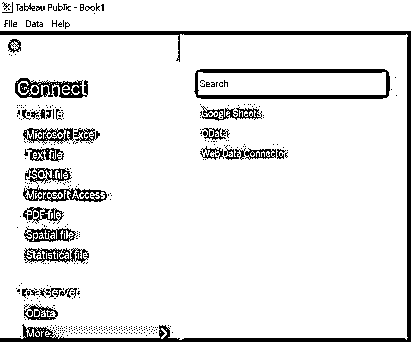 Tableau Public - Book1
File Data Help
Connect
To a File
Microsoft Excel
Text file
JSON file
Microsoft Access
PDF file
Spatial file
Statistical file
To a Server
OData
More...
Search
Google Sheets
OData
Web Data Connector